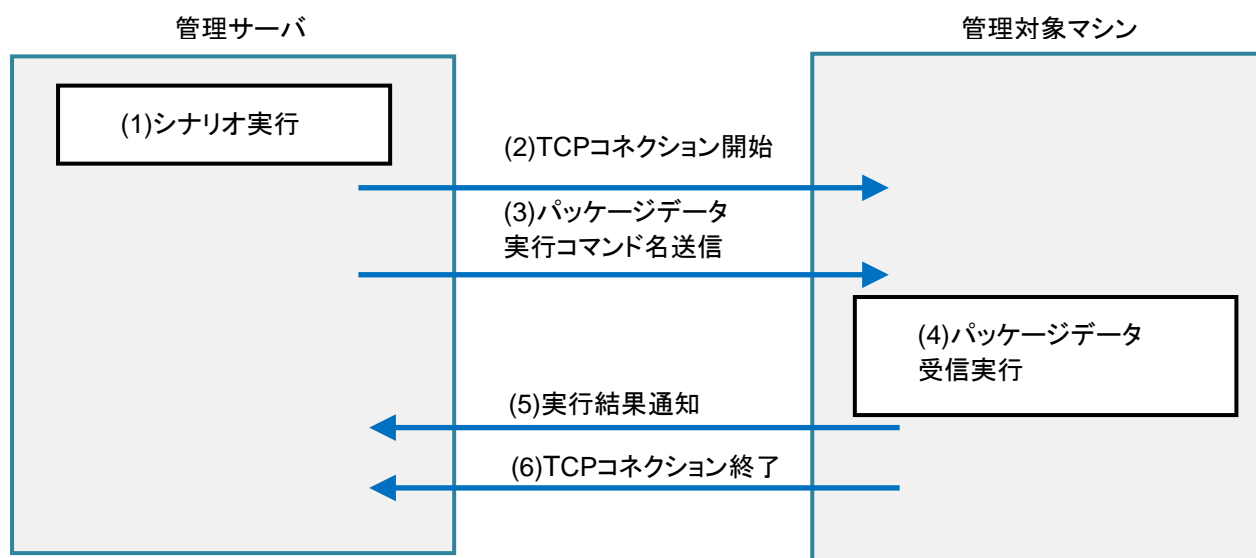 管理サーバ
管理対象マシン
(1)シナリオ実行
(2)TCPコネクション開始
(3)パッケージデータ
実行コマンド名送信
(4)パッケージデータ
受信実行
(5)実行結果通知
(6)TCPコネクション終了